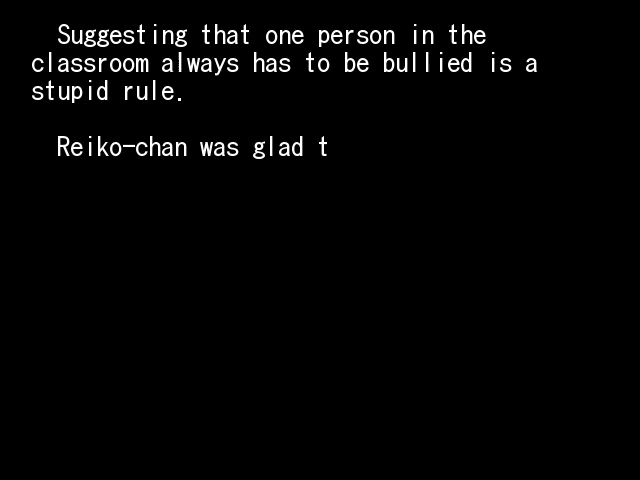 Suggesting that one person in the
classroom always has to be bullied is a
stupid rule.
Reiko-chan was glad t